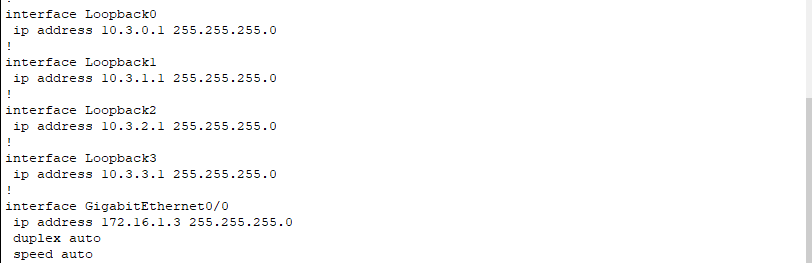 interface Loopback0
 ip address 10.3.0.1 255.255.255.0
!
interface Loopback1
 ip address 10.3.1.1 255.255.255.0
!
interface Loopback2
 ip address 10.3.2.1 255.255.255.0
!
interface Loopback3
 ip address 10.3.3.1 255.255.255.0
!
interface GigabitEthernet0/0
 ip address 172.16.1.3 255.255.255.0
 duplex auto
 speed auto